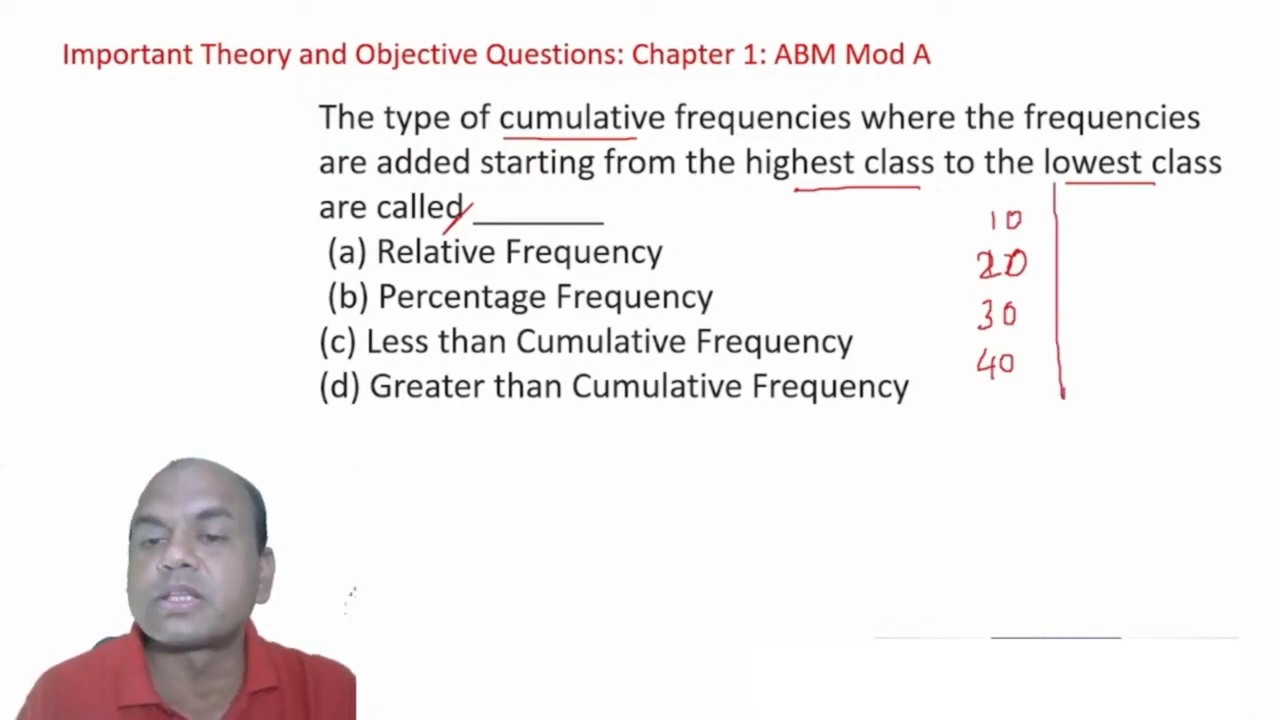 Important Theory and Objective Questions: Chapter 1: ABM Mod A
The type of cumulative frequencies where the frequencies
are added starting from the highest class to the lowest class
are called ________
(a) Relative Frequency
(b) Percentage Frequency
(c) Less than Cumulative Frequency
(d) Greater than Cumulative Frequency
10
20
30
40